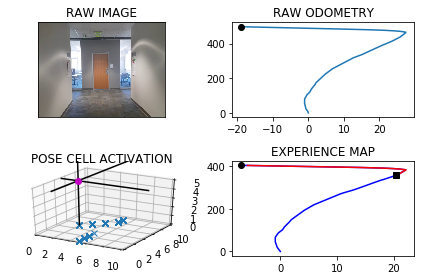 RAW IMAGE
RAW ODOMETRY
400
200
0
-20 -10 0 10 20
POSE CELL ACTIVATION
5
4
3
2
1
0
0 2 4 6 8 10
0 2 4 6 8 10
EXPERIENCE MAP
400
200
0
0 10 20